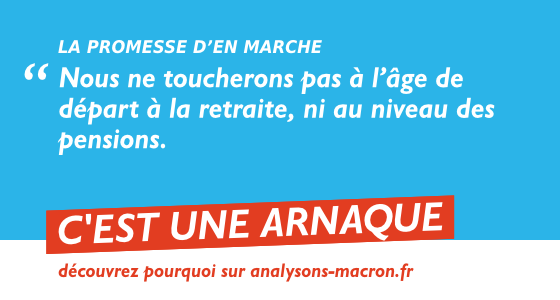 LA PROMESSE D’EN MARCHE
“ Nous ne toucherons pas à l’âge de
départ à la retraite, ni au niveau des
pensions.
C'EST UNE ARNAQUE
découvrez pourquoi sur analysons-macron.fr